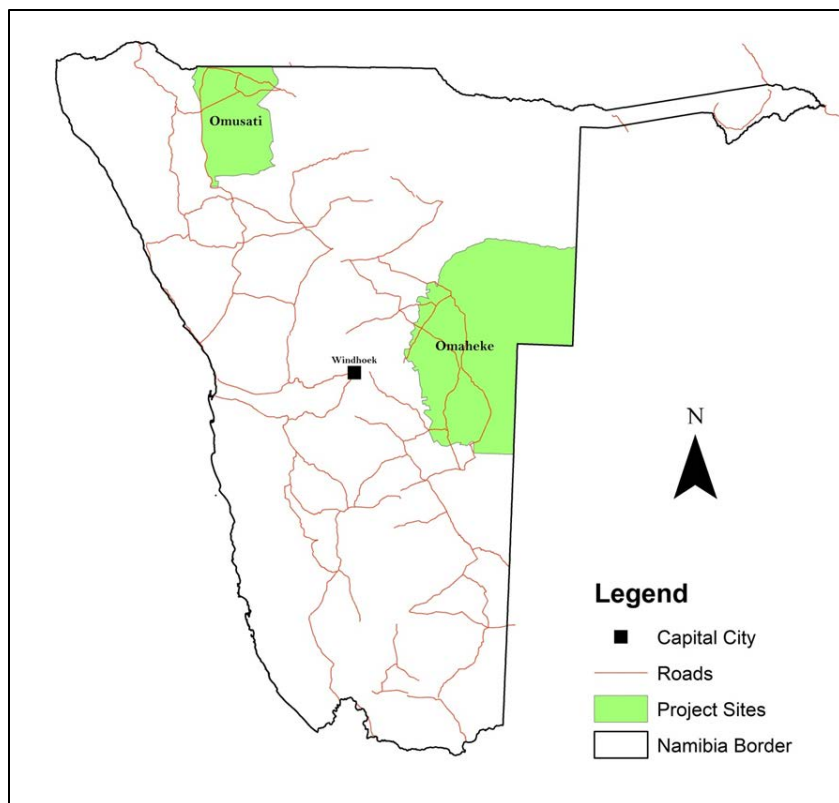 Omusati
Omaheke
Windhoek
N
Legend
Capital City
Roads
Project Sites
Namibia Border